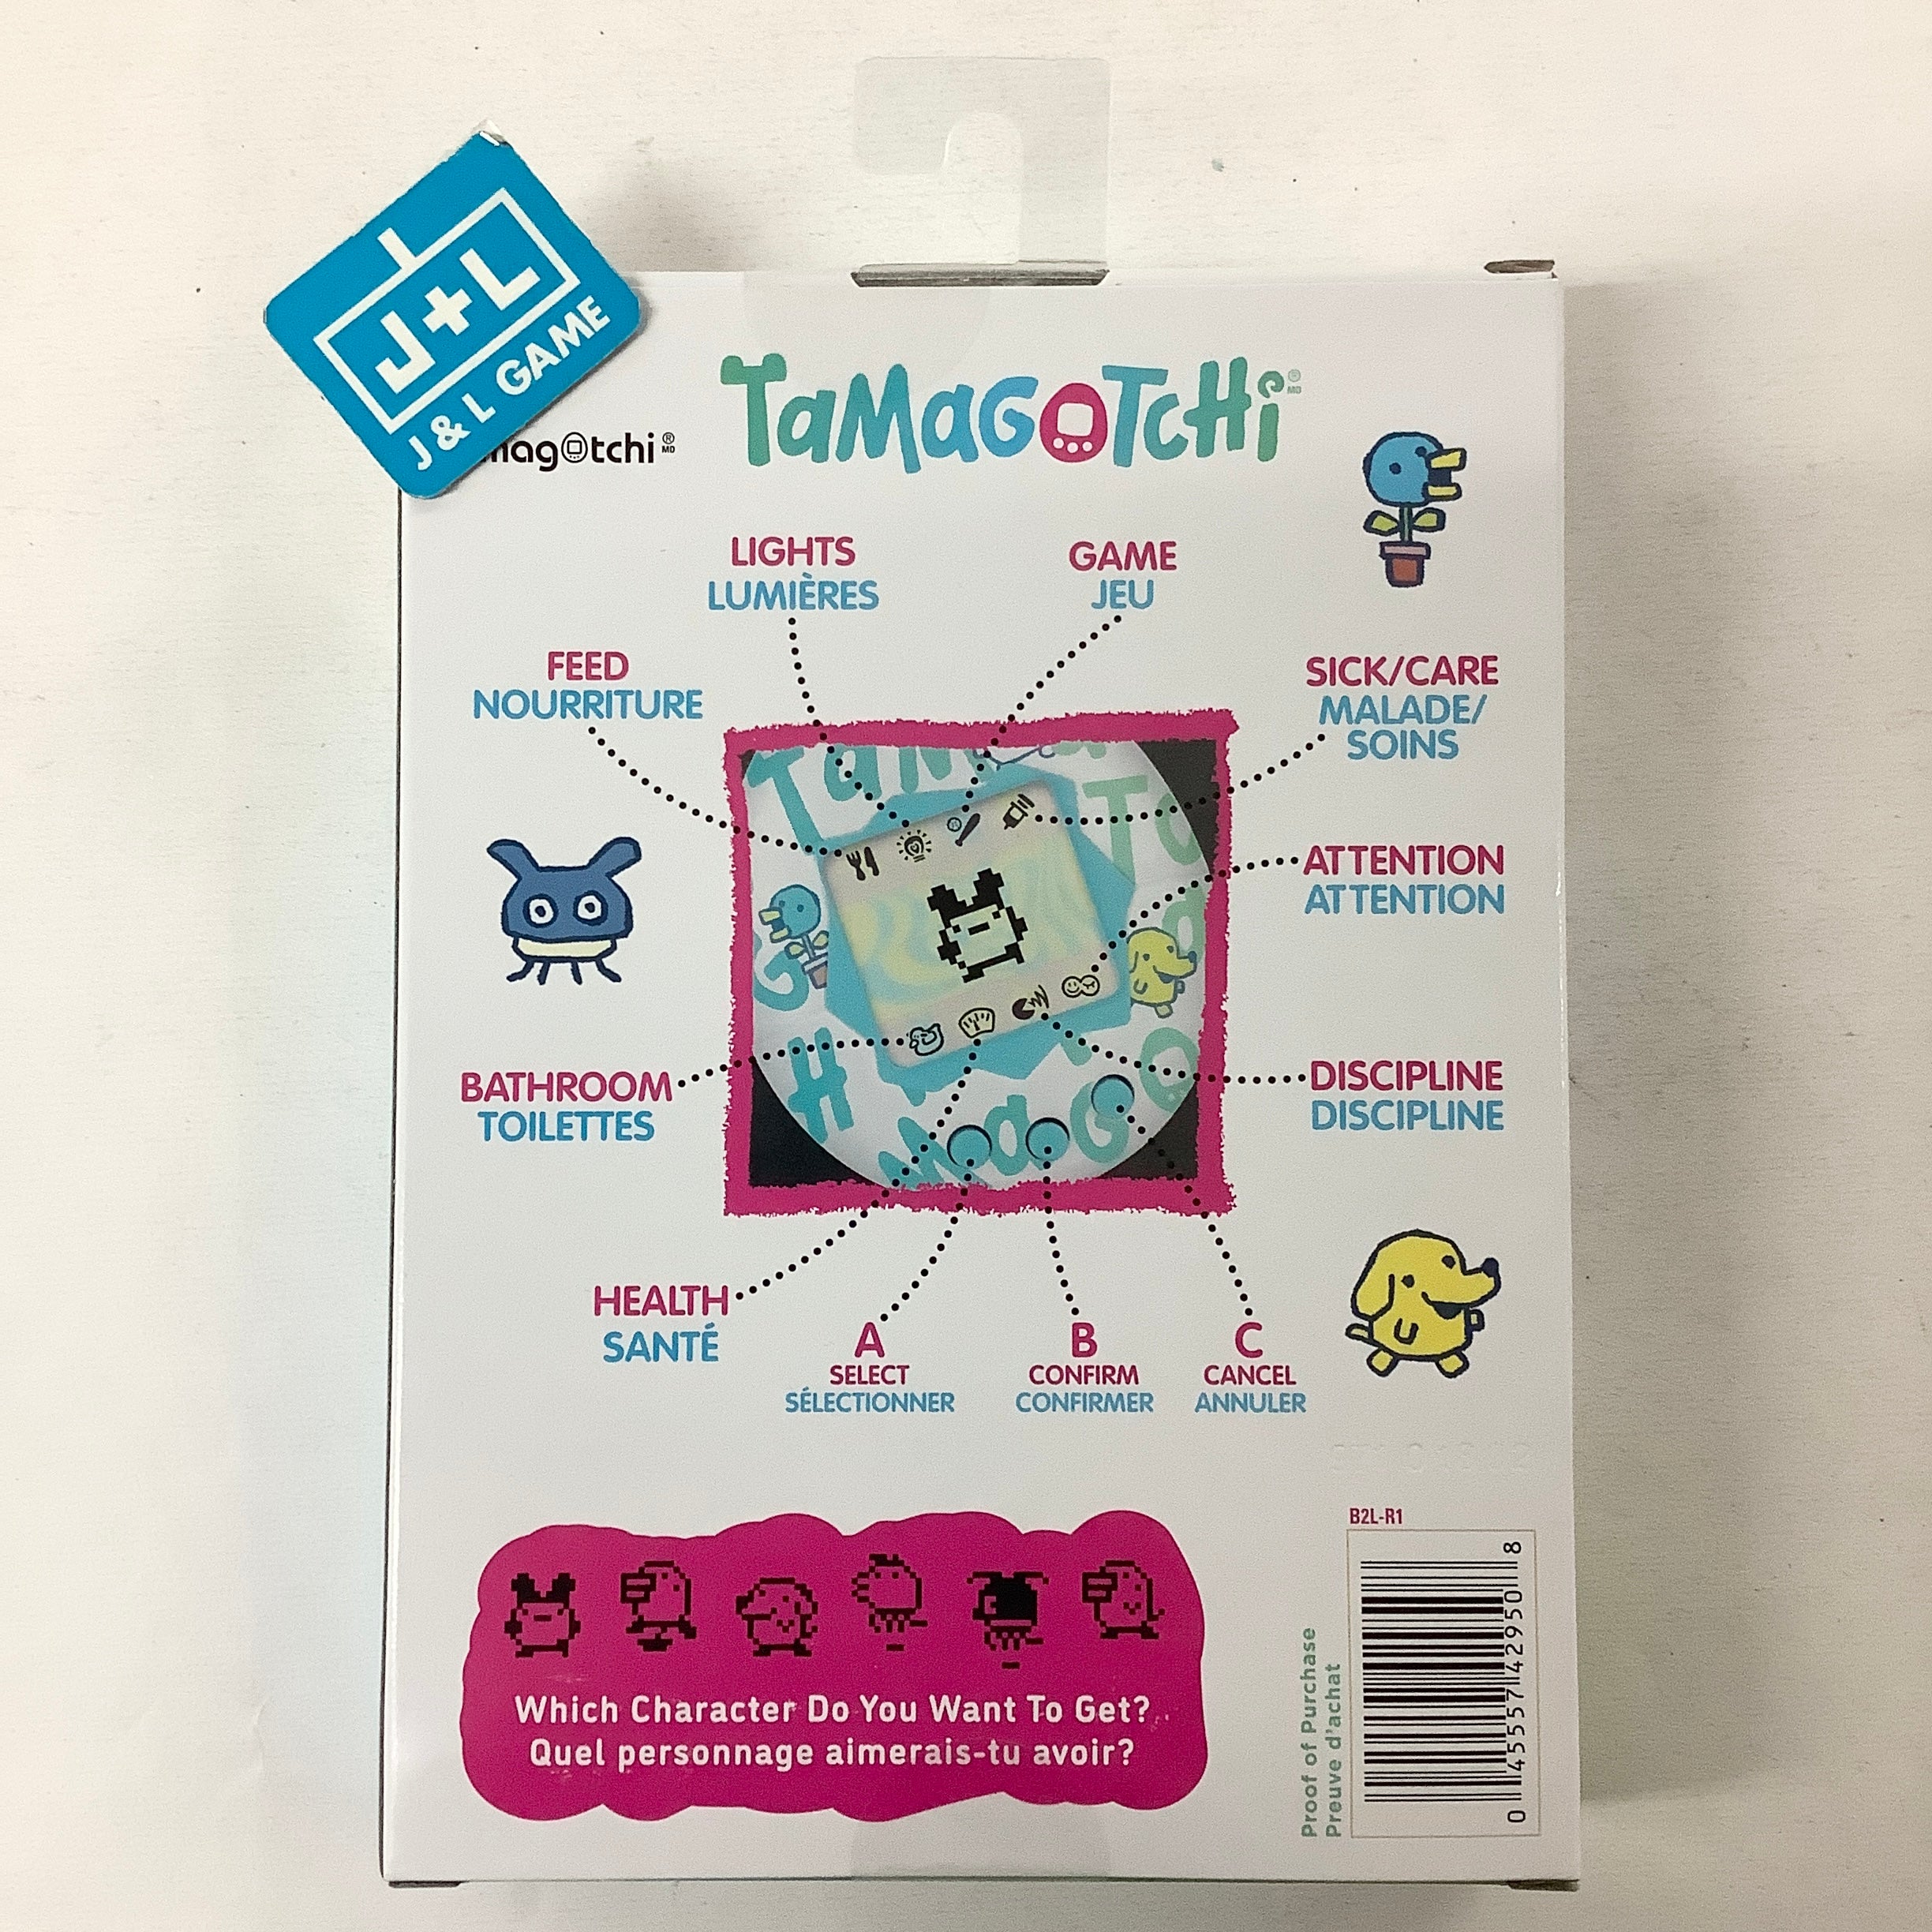 J+L
J & L GAME
magotchi ® MD
TaMaGoTcHi ® MD
LIGHTS
LUMIÈRES
GAME
JEU
FEED
NOURRITURE
SICK/CARE
MALADE/
SOINS
ATTENTION
ATTENTION
BATHROOM
TOILETTES
DISCIPLINE
DISCIPLINE
HEALTH
SANTÉ
A
SELECT
SÉLECTIONNER
B
CONFIRM
CONFIRMER
C
CANCEL
ANNULER
B2L-R1
Which Character Do You Want To Get?
Quel personnage aimerais-tu avoir?
Proof of Purchase
Preuve d'achat
0 45557 42950 8